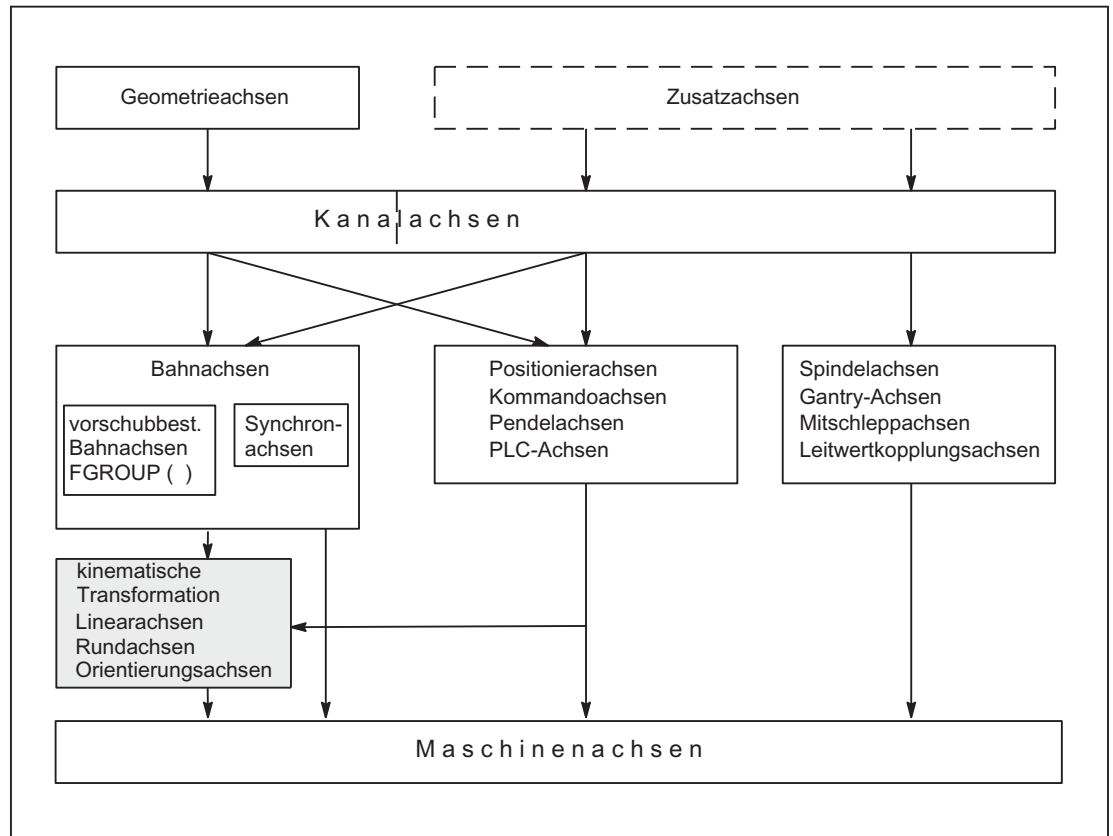 Geometrieachsen
Zusatzachsen
Kanalachsen
Bahnachsen
vorschubbest.
Bahnachsen
FGROUP ( )
Synchron-
achsen
Positionierachsen
Kommandoachsen
Pendelachsen
PLC-Achsen
Spindelachsen
Gantry-Achsen
Mitschleppachsen
Leitwertkopplungsachsen
kinematische
Transformation
Linearachsen
Rundachsen
Orientierungsachsen
Maschinenachsen